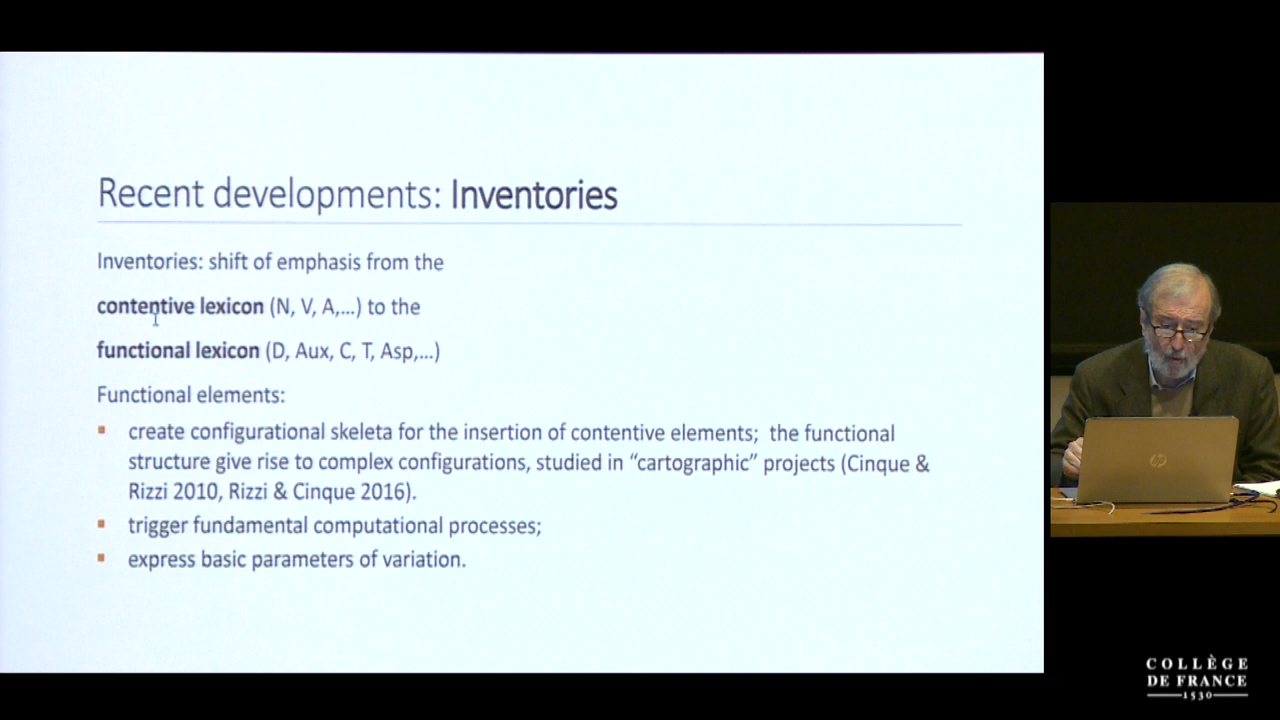 Recent developments: Inventories
Inventories: shift of emphasis from the
contentive lexicon (N, V, A,...) to the
functional lexicon (D, Aux, C, T, Asp,...)
Functional elements:
create configurational skeleta for the insertion of contentive elements;  the functional
structure give rise to complex configurations, studied in “cartographic” projects (Cinque &
Rizzi 2010, Rizzi & Cinque 2016).
trigger fundamental computational processes;
express basic parameters of variation.
hp
COLLÈGE
DE FRANCE
1530